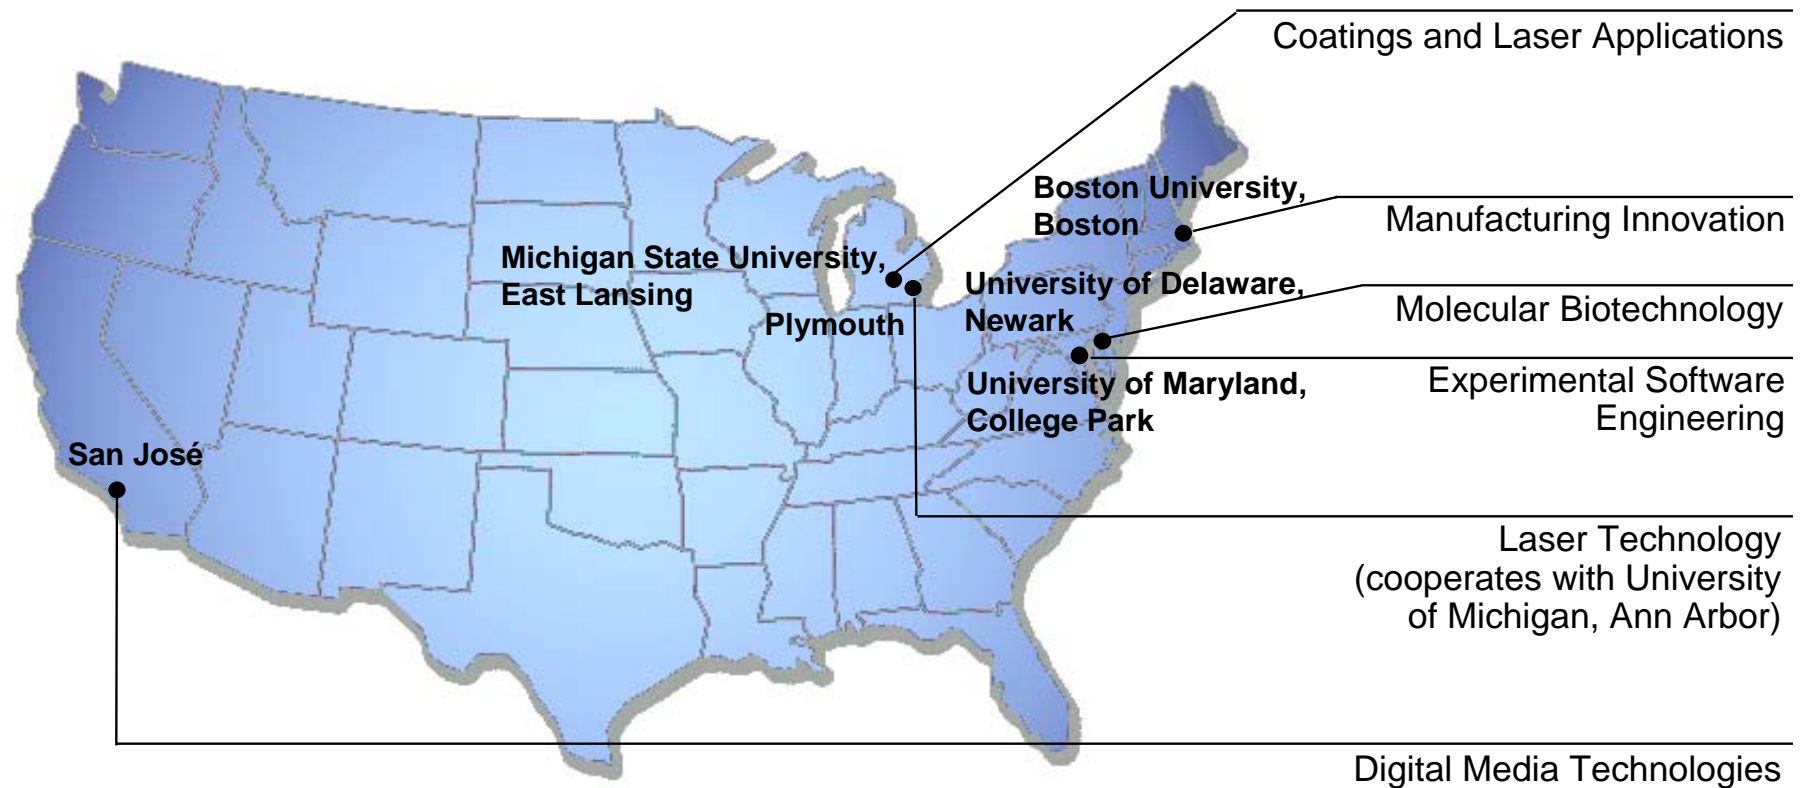 Coatings and Laser Applications
Boston University,
Boston
Manufacturing Innovation
Michigan State University,
East Lansing
University of Delaware,
Newark
Plymouth
Molecular Biotechnology
University of Maryland,
College Park
Experimental Software
Engineering
San José
Laser Technology
(cooperates with University
of Michigan, Ann Arbor)
Digital Media Technologies